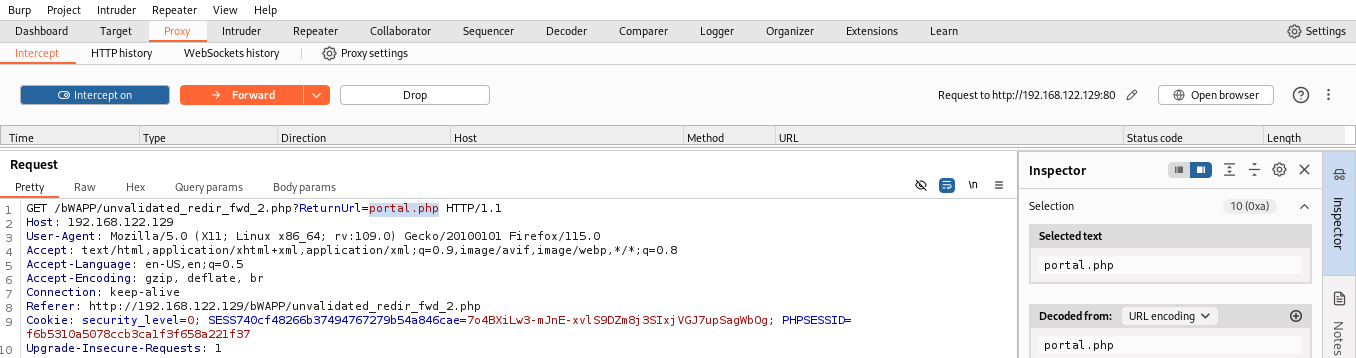 Burp Project Intruder Repeater View Help
Dashboard Target Proxy Intruder Repeater Collaborator Sequencer Decoder Comparer Logger Organizer Extensions Learn Settings
Intercept HTTP history WebSockets history Proxy settings
Intercept on Forward Drop Request to http://192.168.122.129:80 Open browser
Time Type Direction Host Method URL Status code Length
Request
Pretty Raw Hex Query params Body params \n
1 GET /bWAPP/unvalidated_redir_fwd_2.php?ReturnUrl=portal.php HTTP/1.1
2 Host: 192.168.122.129
3 User-Agent: Mozilla/5.0 (X11; Linux x86_64; rv:109.0) Gecko/20100101 Firefox/115.0
4 Accept: text/html,application/xhtml+xml,application/xml;q=0.9,image/avif,image/webp,*/*;q=0.8
5 Accept-Language: en-US,en;q=0.5
6 Accept-Encoding: gzip, deflate, br
7 Connection: keep-alive
8 Referer: http://192.168.122.129/bWAPP/unvalidated_redir_fwd_2.php
9 Cookie: security_level=0; SESS740cf48266b37494767279b54a846cae=7o4BXiLw3-mJnE-xvlS9DZm8j3SIxjVGJ7upSagWbOg; PHPSESSID=
f6b5310a5078ccb3ca1f3f658a221f37
10 Upgrade-Insecure-Requests: 1
Inspector
Selection 10 (0xa)
Selected text
portal.php
Decoded from: URL encoding
portal.php
Inspector
Notes